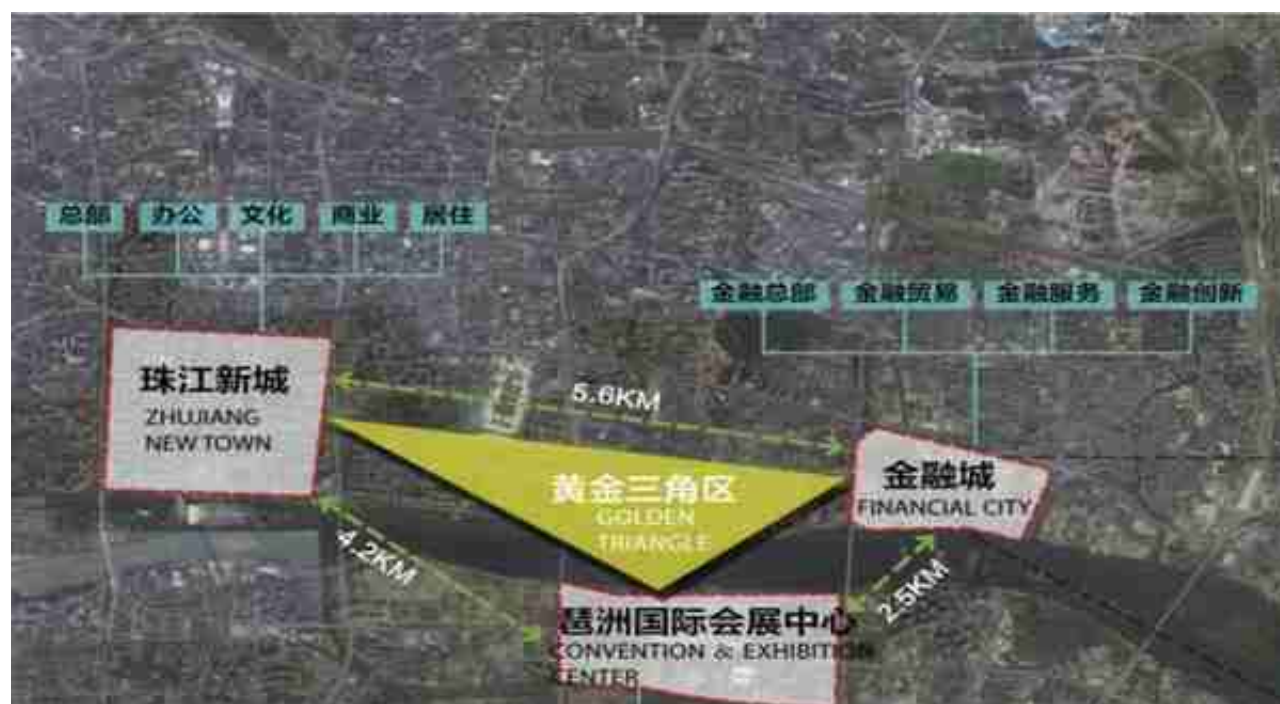 总部 办公 文化 商业 居住
金融总部 金融贸易 金融服务 金融创新
珠江新城
ZHUJIANG
NEW TOWN
5.6KM
黄金三角区
GOLDEN
TRIANGLE
金融城
FINANCIAL CITY
4.2KM
2.5KM
琶洲国际会展中心
CONVENTION & EXHIBITION
CENTER